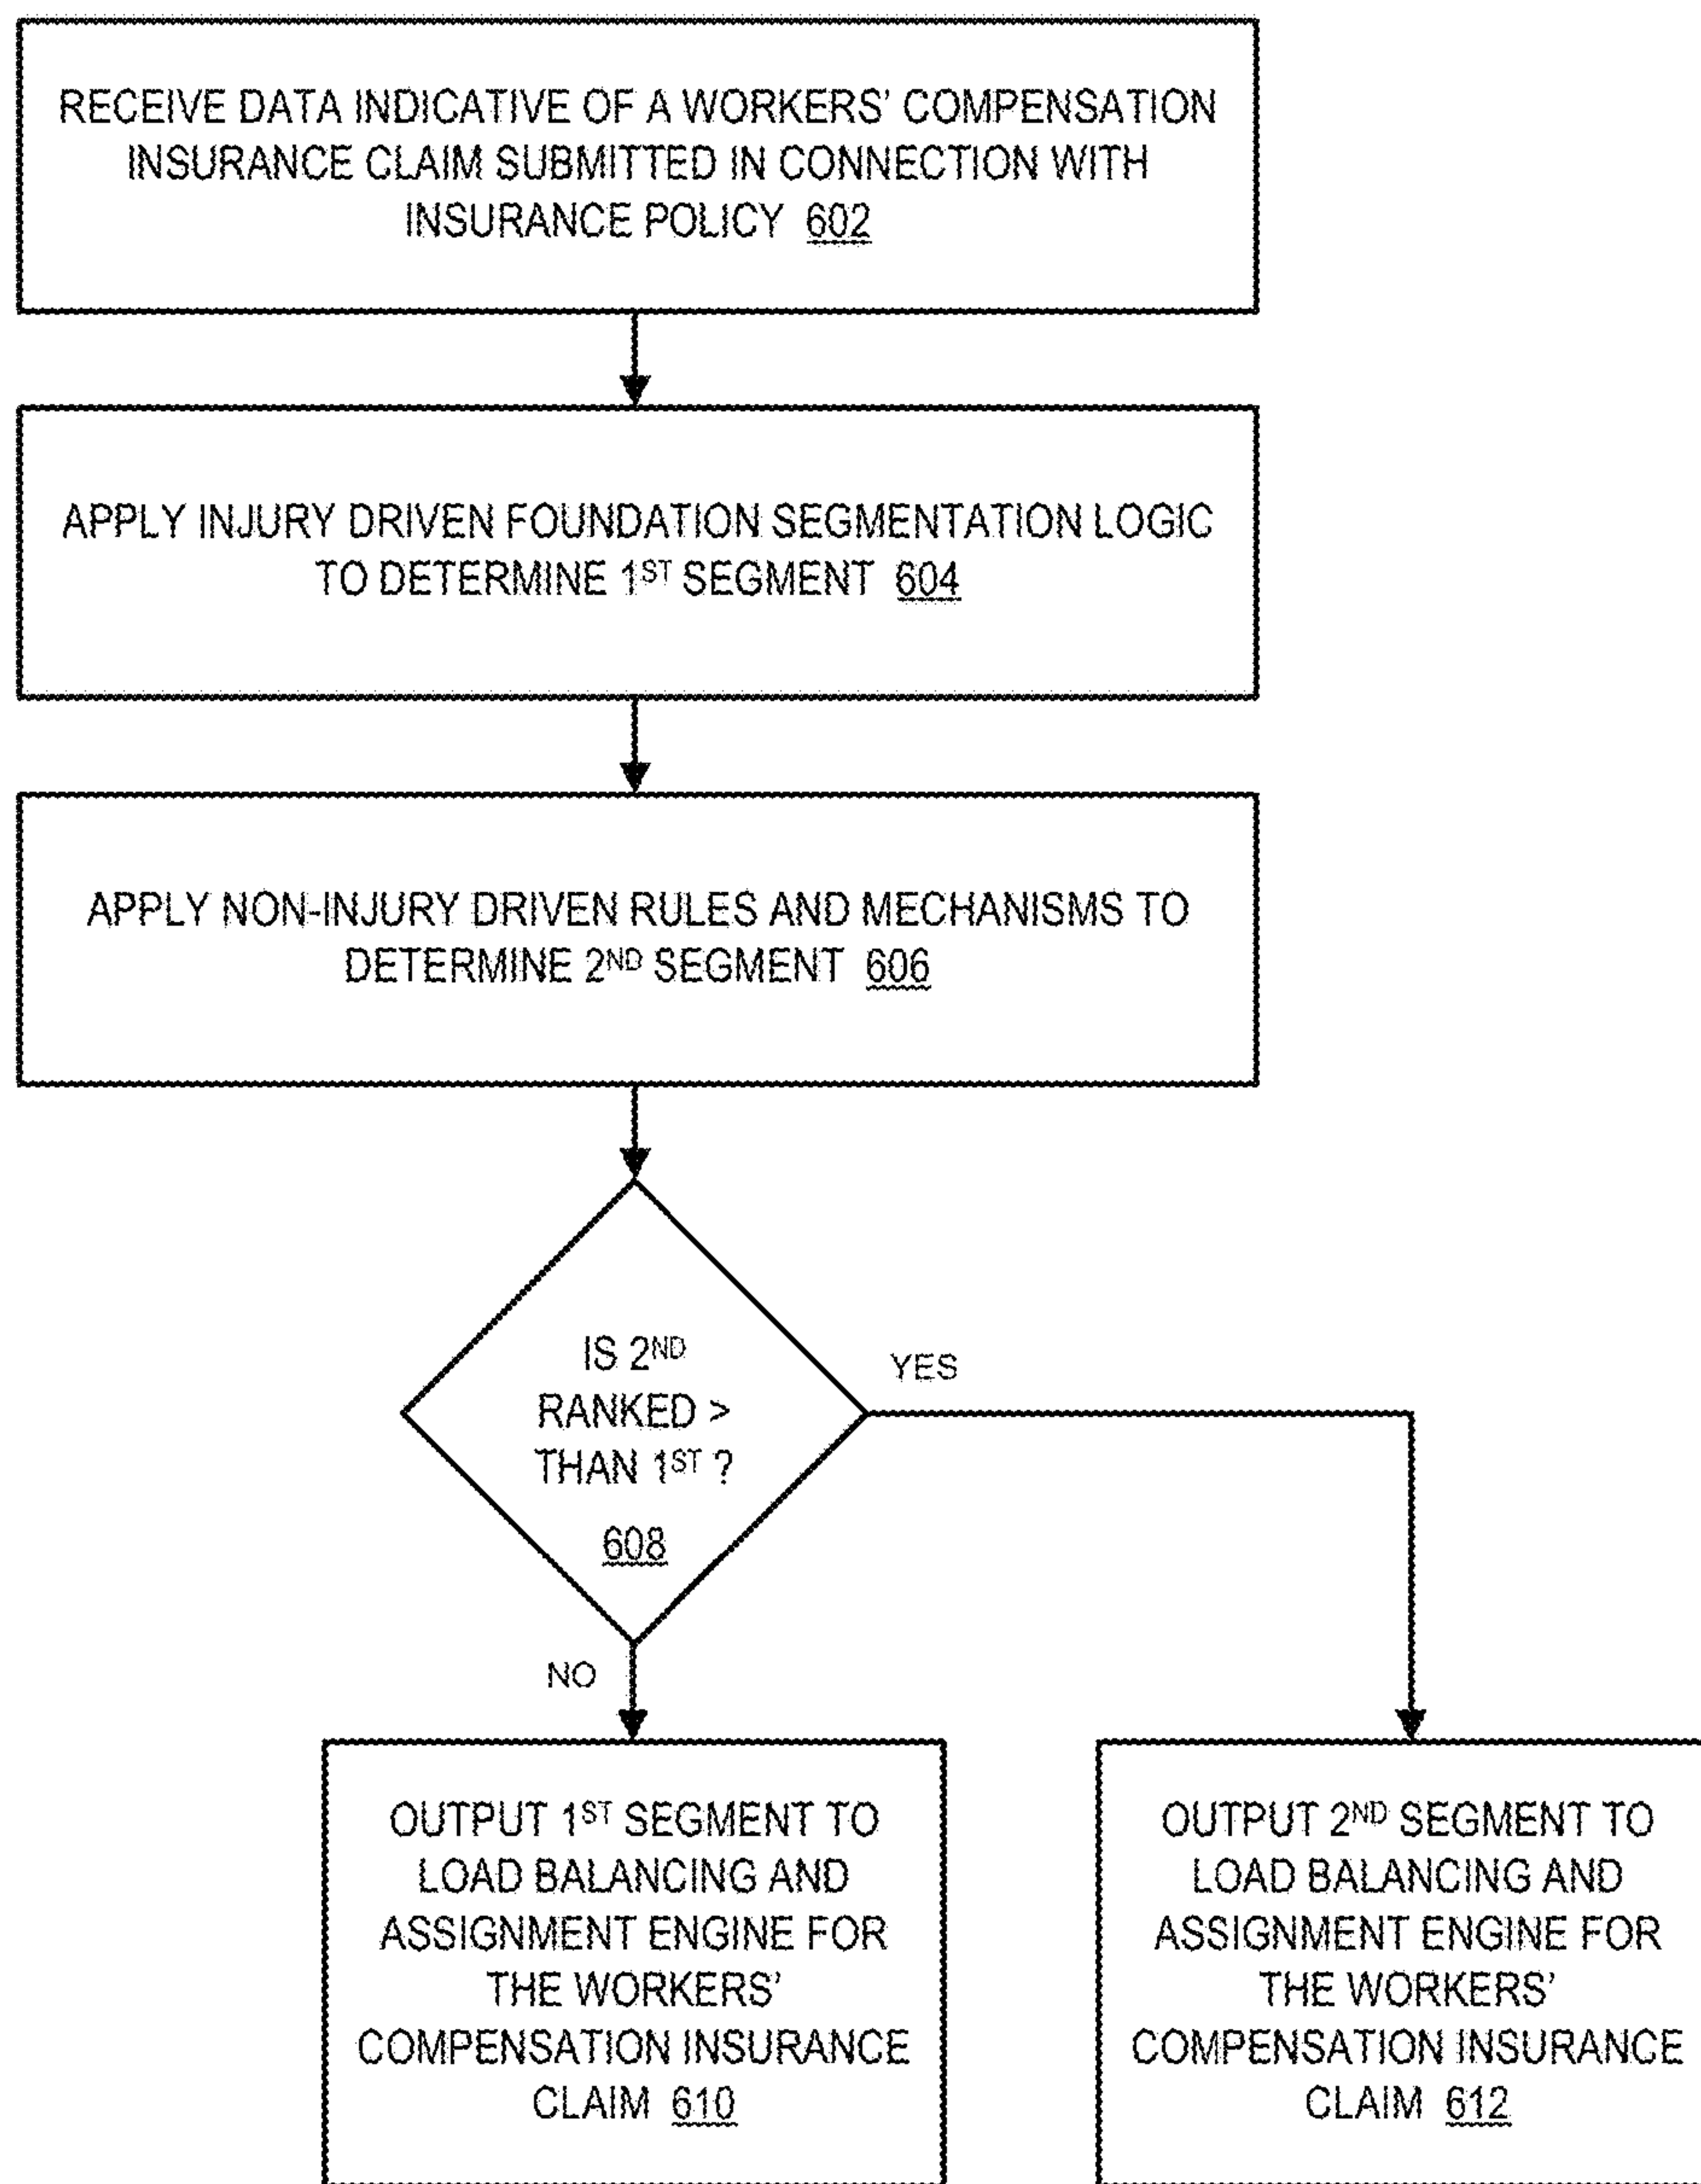 RECEIVE DATA INDICATIVE OF A WORKERS' COMPENSATION
INSURANCE CLAIM SUBMITTED IN CONNECTION WITH
INSURANCE POLICY 602
APPLY INJURY DRIVEN FOUNDATION SEGMENTATION LOGIC
TO DETERMINE 1ST SEGMENT 604
APPLY NON-INJURY DRIVEN RULES AND MECHANISMS TO
DETERMINE 2ND SEGMENT 606
IS 2ND
RANKED >
THAN 1ST ?
608
YES
NO
OUTPUT 1ST SEGMENT TO
LOAD BALANCING AND
ASSIGNMENT ENGINE FOR
THE WORKERS'
COMPENSATION INSURANCE
CLAIM 610
OUTPUT 2ND SEGMENT TO
LOAD BALANCING AND
ASSIGNMENT ENGINE FOR
THE WORKERS'
COMPENSATION INSURANCE
CLAIM 612